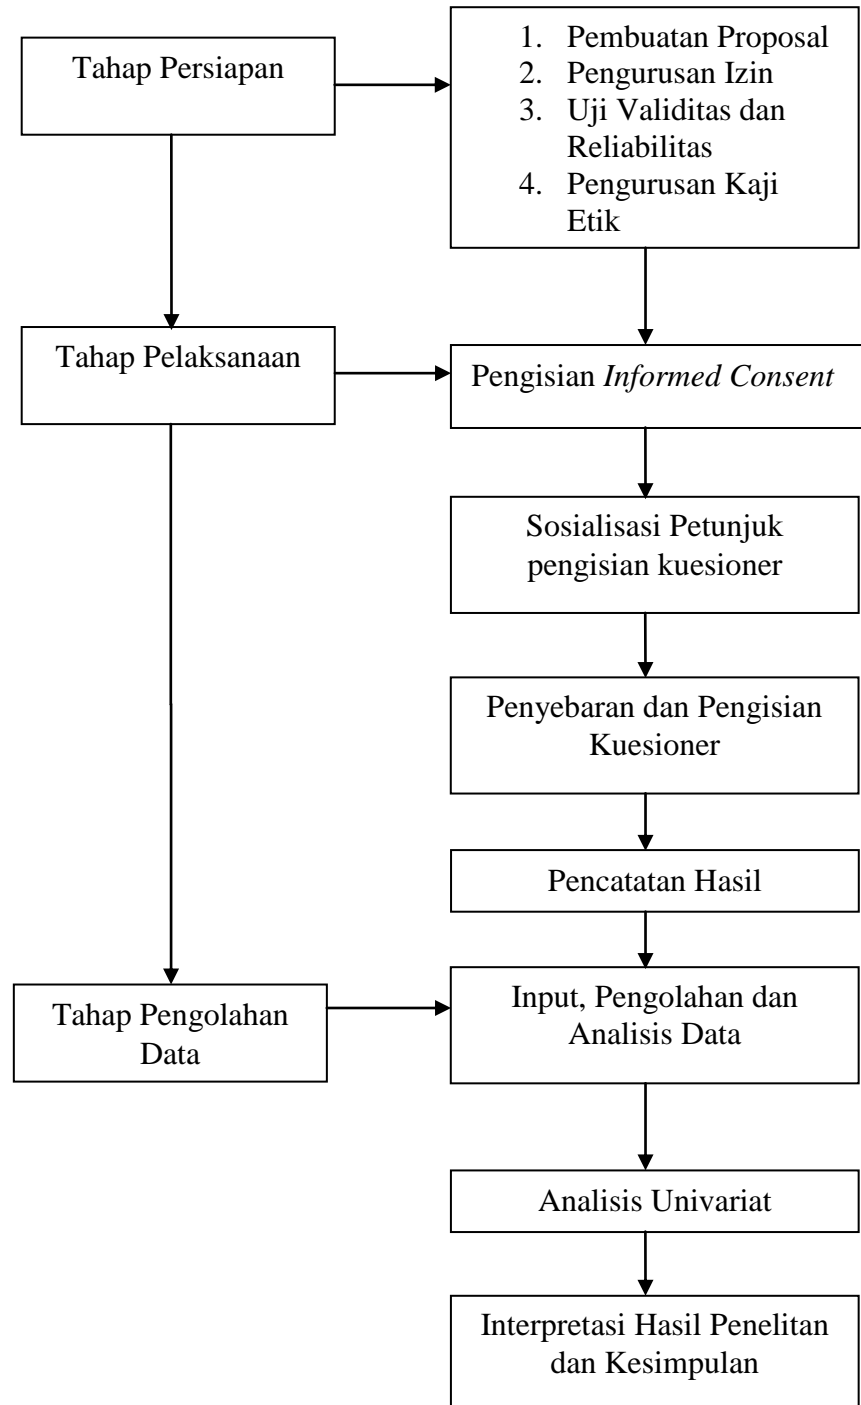 Tahap Persiapan
1. Pembuatan Proposal
2. Pengurusan Izin
3. Uji Validitas dan
Reliabilitas
4. Pengurusan Kaji
Etik
Tahap Pelaksanaan
Pengisian Informed Consent
Sosialisasi Petunjuk
pengisian kuesioner
Penyebaran dan Pengisian
Kuesioner
Pencatatan Hasil
Tahap Pengolahan
Data
Input, Pengolahan dan
Analisis Data
Analisis Univariat
Interpretasi Hasil Penelitan
dan Kesimpulan